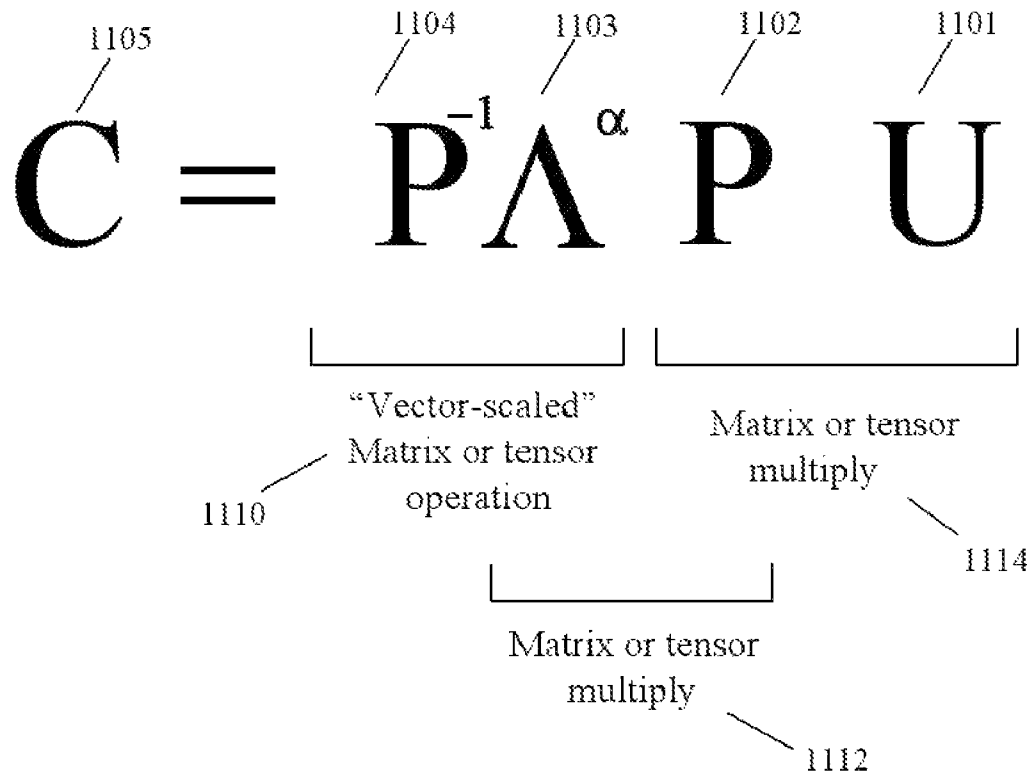 1105 1104 1103 1102 1101
C = P⁻¹ Λ^α P U
“Vector-scaled”
Matrix or tensor
operation
1110
Matrix or tensor
multiply
1114
Matrix or tensor
multiply
1112